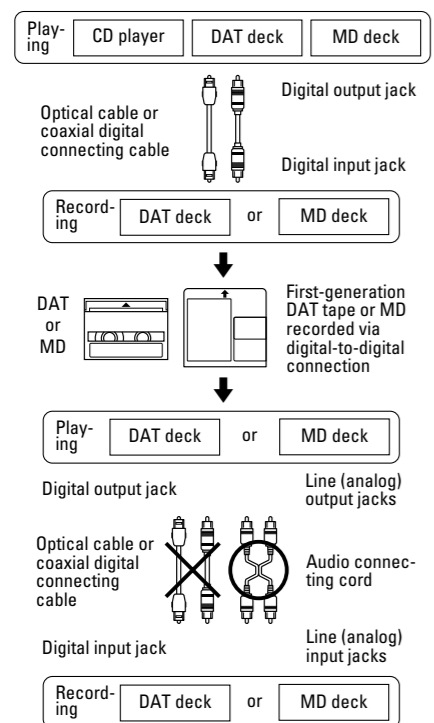 Play-
ing
CD player
DAT deck
MD deck
Digital output jack
Optical cable or
coaxial digital
connecting cable
Digital input jack
Record-
ing
DAT deck
or
MD deck
DAT
or
MD
First-generation
DAT tape or MD
recorded via
digital-to-digital
connection
Play-
ing
DAT deck
or
MD deck
Digital output jack
Line (analog)
output jacks
Optical cable or
coaxial digital
connecting
cable
Audio connec-
ting cord
Digital input jack
Line (analog)
input jacks
Record-
ing
DAT deck
or
MD deck